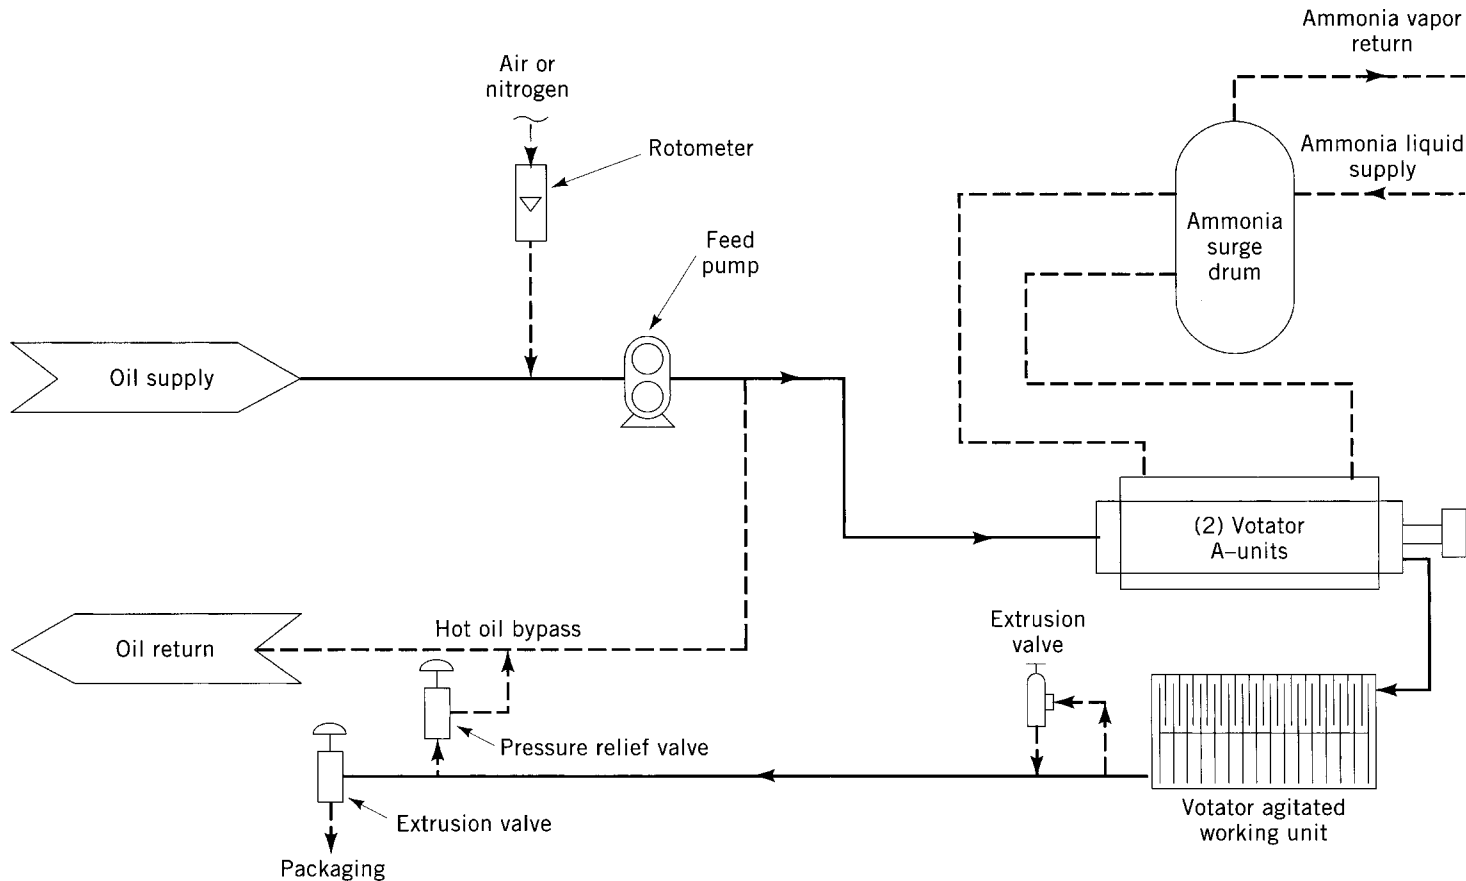 Ammonia vapor
return
Air or
nitrogen
Rotometer
Ammonia liquid
supply
Feed
pump
Ammonia
surge
drum
Oil supply
(2) Votator
A–units
Extrusion
valve
Hot oil bypass
Oil return
Pressure relief valve
Votator agitated
working unit
Extrusion valve
Packaging